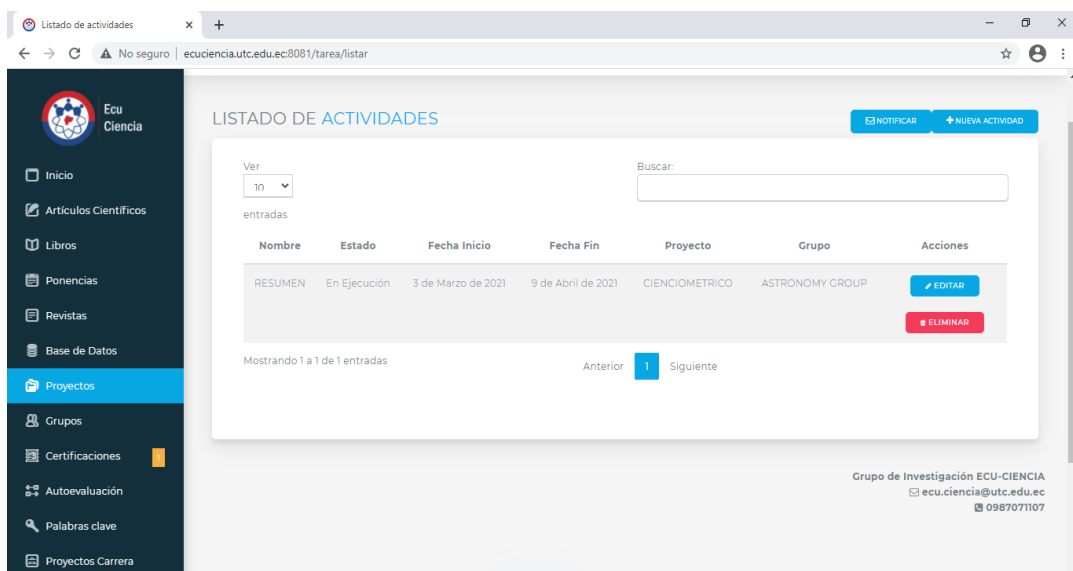 Listado de actividades
No seguro | ecuciencia.utc.edu.ec:8081/tarea/listar
Ecu
Ciencia
Inicio
Artículos Científicos
Libros
Ponencias
Revistas
Base de Datos
Proyectos
Grupos
Certificaciones 1
Autoevaluación
Palabras clave
Proyectos Carrera
LISTADO DE ACTIVIDADES
NOTIFICAR
NUEVA ACTIVIDAD
Ver
10
entradas
Buscar:
Nombre Estado Fecha Inicio Fecha Fin Proyecto Grupo Acciones
RESUMEN En Ejecución 3 de Marzo de 2021 9 de Abril de 2021 CIENCIOMETRICO ASTRONOMY GROUP EDITAR
ELIMINAR
Mostrando 1 a 1 de 1 entradas
Anterior 1 Siguiente
Grupo de Investigación ECU-CIENCIA
ecu.ciencia@utc.edu.ec
0987071107